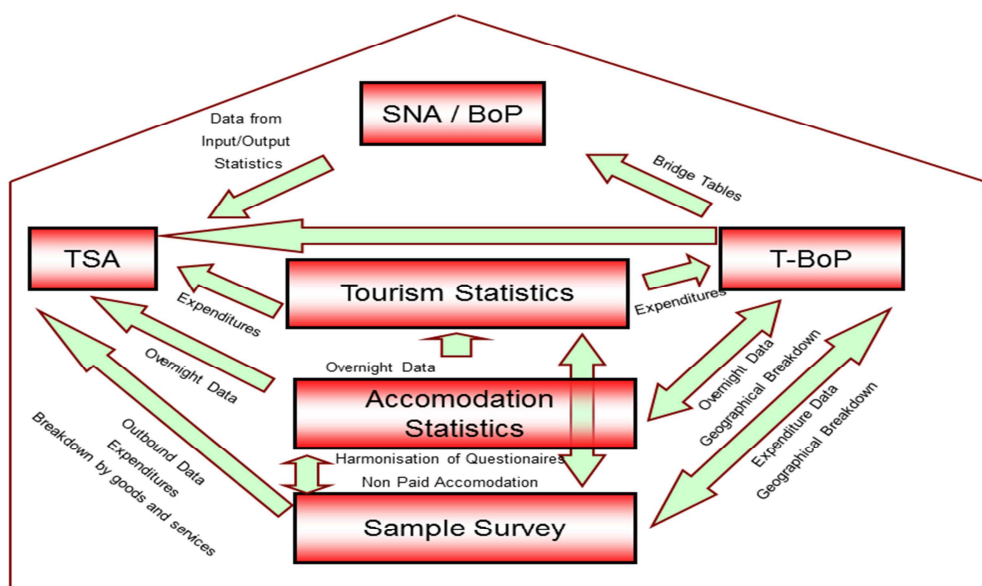 SNA / BoP
Data from
Input/Output
Statistics
Bridge Tables
TSA
T-BoP
Tourism Statistics
Expenditures
Expenditures
Overnight Data
Overnight Data
Accomodation
Statistics
Overnight Data
Geographical Breakdown
Expenditure Data
Geographical Breakdown
Outbound Data
Expenditures
Breakdown by goods and services
Harmonisation of Questionaires
Non Paid Accomodation
Sample Survey